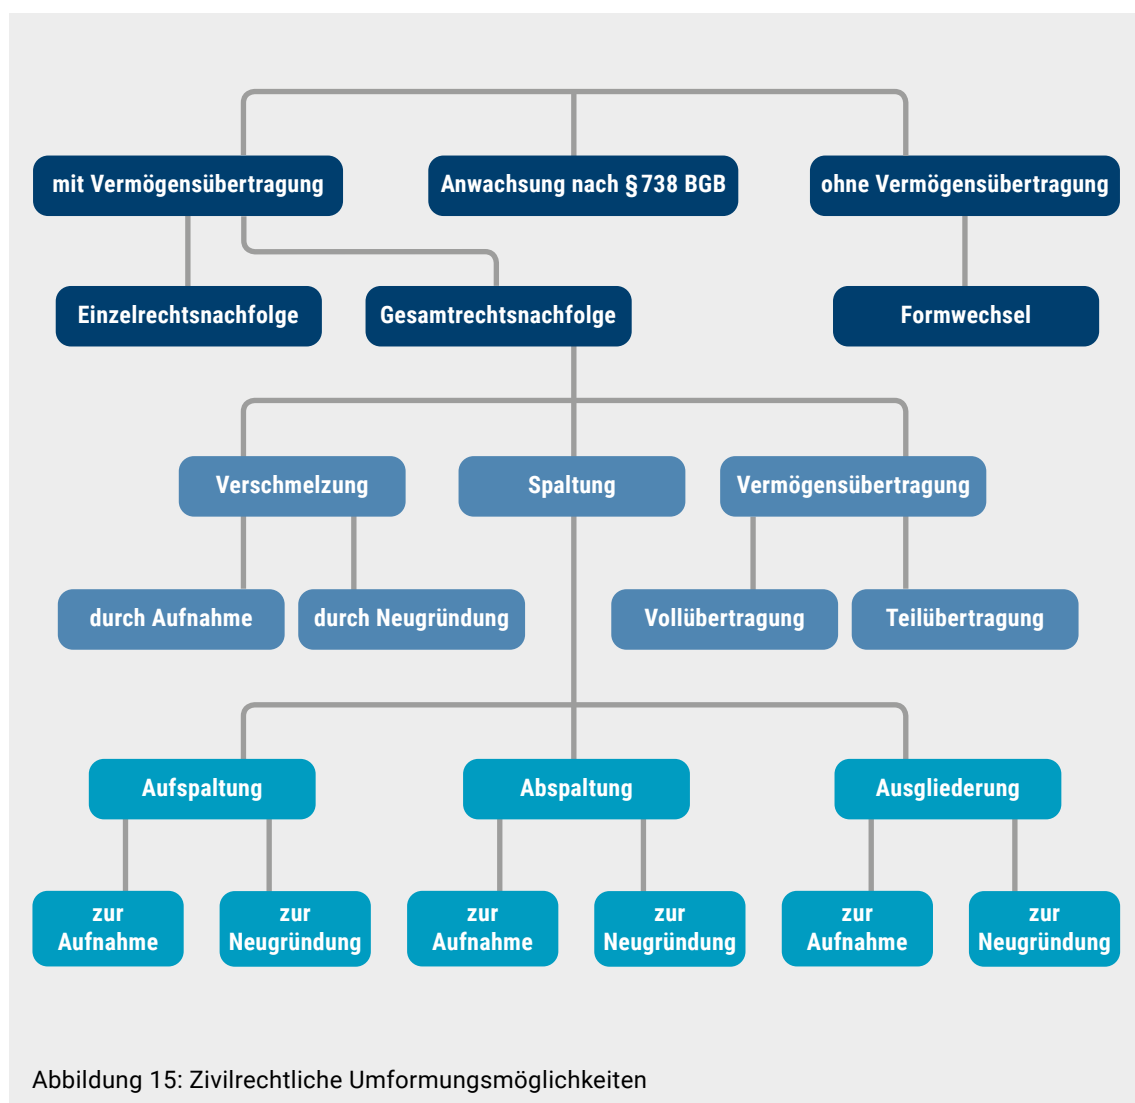 mit Vermögensübertragung
Anwachsung nach § 738 BGB
ohne Vermögensübertragung
Einzelrechtsnachfolge
Gesamtrechtsnachfolge
Formwechsel
Verschmelzung
Spaltung
Vermögensübertragung
durch Aufnahme
durch Neugründung
Vollübertragung
Teilübertragung
Aufspaltung
Abspaltung
Ausgliederung
zur
Aufnahme
zur
Neugründung
zur
Aufnahme
zur
Neugründung
zur
Aufnahme
zur
Neugründung
Abbildung 15: Zivilrechtliche Umformungsmöglichkeiten